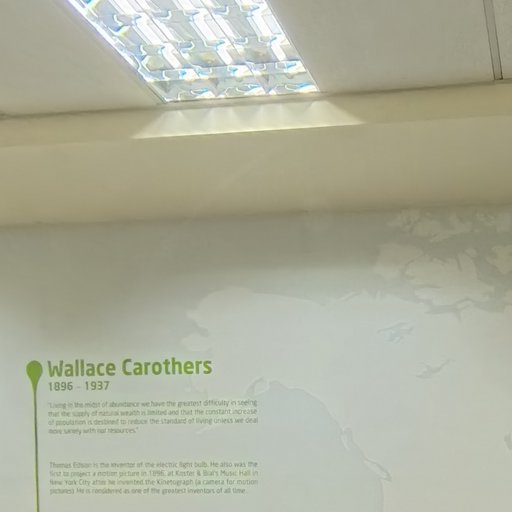 Wallace Carothers
1896 - 1937
"Living in the midst of abundance we have the greatest difficulty in seeing
that the supply of natural wealth is limited and that the constant increase
of population is destined to reduce the standard of living unless we deal
more sanely with our resources."
Thomas Edison is the inventor of the electric light bulb. He also was the
first to project a motion picture in 1896, at Koster & Bial's Music Hall in
New York City after he invented the Kinetograph (a camera for motion
pictures). He is considered as one of the greatest inventors of all time.